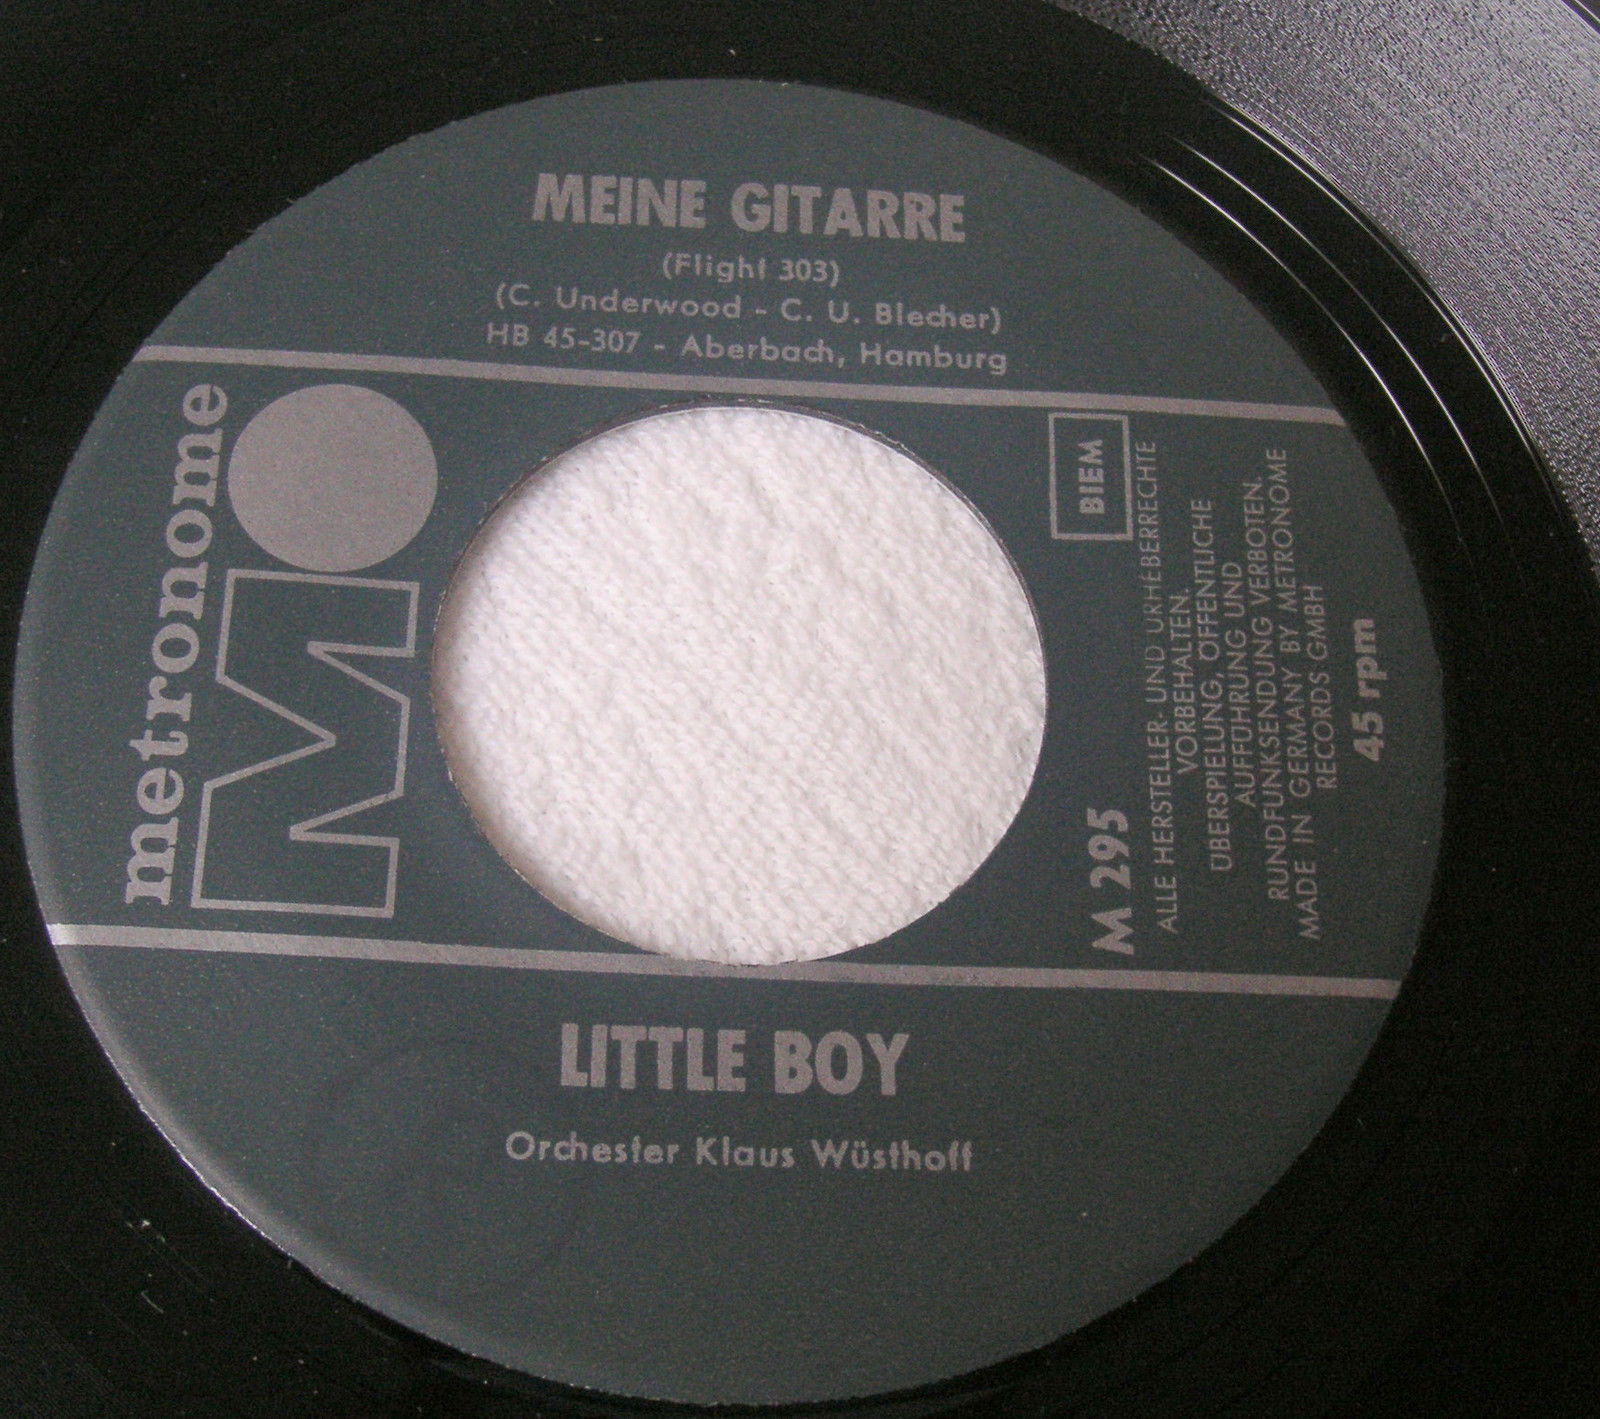 MEINE GITARRE
(Flight 303)
(C. Underwood - C. U. Blecher)
HB 45-307 - Aberbach, Hamburg
metronome
M
BIEM
M 295
ALLE HERSTELLER- UND URHEBERRECHTE
VORBEHALTEN.
ÜBERSPIELUNG, ÖFFENTLICHE
AUFFÜHRUNG UND
RUNDFUNKSENDUNG VERBOTEN.
MADE IN GERMANY BY METRONOME
RECORDS GMBH
45 rpm
LITTLE BOY
Orchester Klaus Wüsthoff